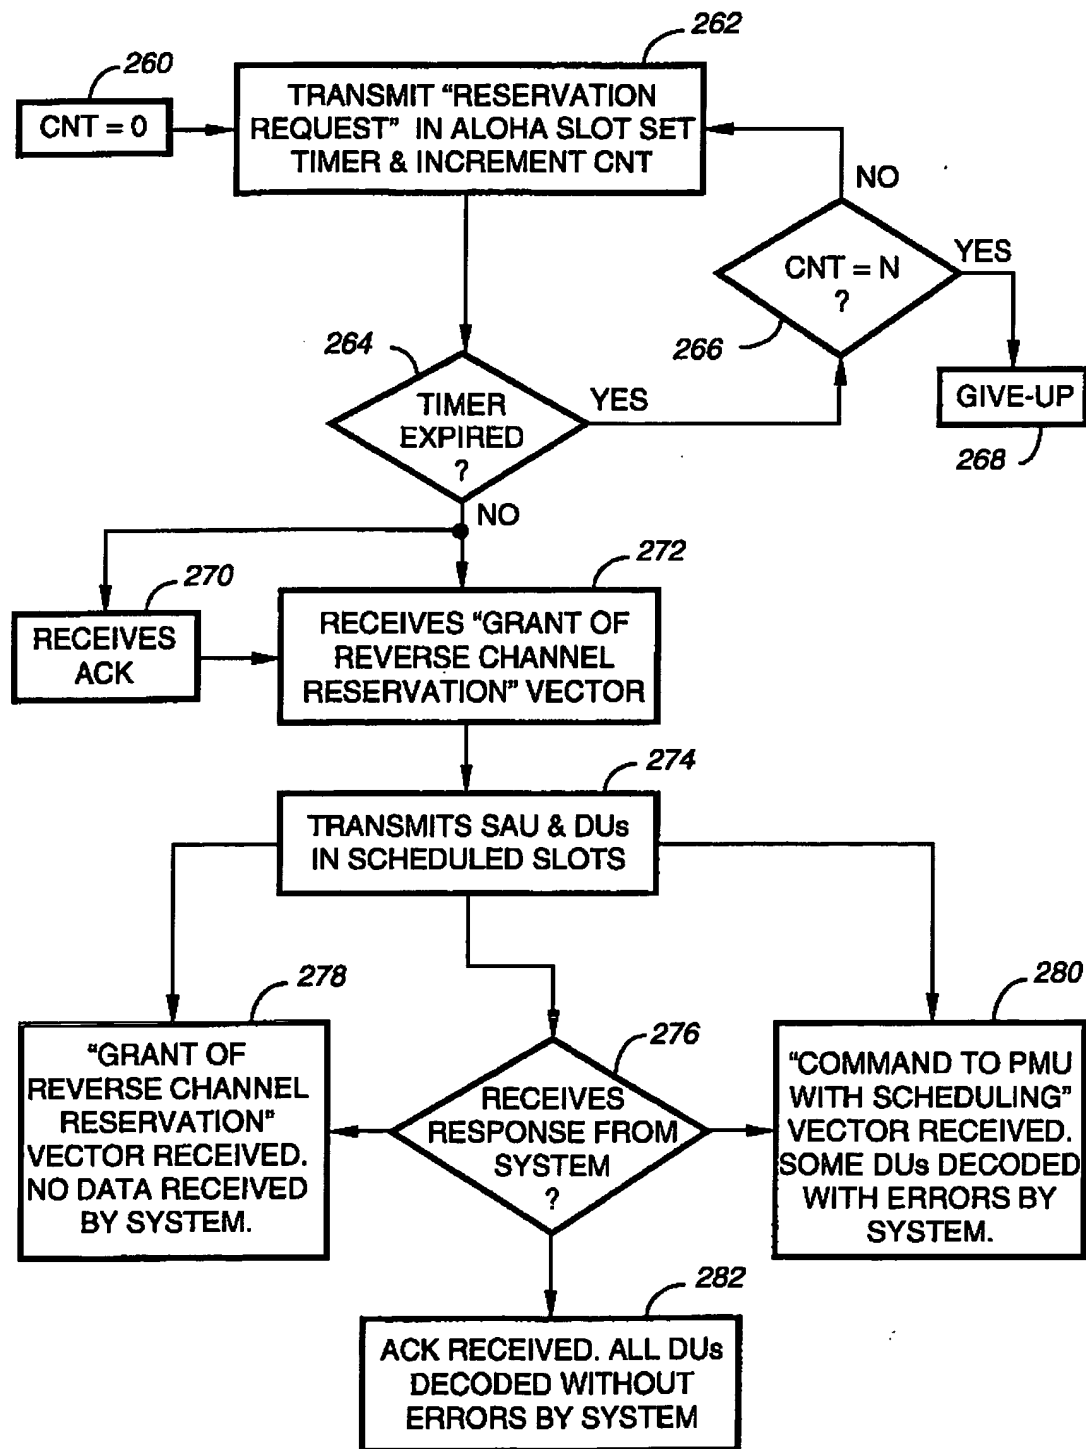 262
260
CNT = 0
TRANSMIT “RESERVATION
REQUEST” IN ALOHA SLOT SET
TIMER & INCREMENT CNT
NO
CNT = N
?
YES
266
264
TIMER
EXPIRED
?
YES
GIVE-UP
268
NO
270
272
RECEIVES
ACK
RECEIVES “GRANT OF
REVERSE CHANNEL
RESERVATION” VECTOR
274
TRANSMITS SAU & DUs
IN SCHEDULED SLOTS
278
276
280
“GRANT OF
REVERSE CHANNEL
RESERVATION”
VECTOR RECEIVED.
NO DATA RECEIVED
BY SYSTEM.
RECEIVES
RESPONSE FROM
SYSTEM
?
“COMMAND TO PMU
WITH SCHEDULING”
VECTOR RECEIVED.
SOME DUs DECODED
WITH ERRORS BY
SYSTEM.
282
ACK RECEIVED. ALL DUs
DECODED WITHOUT
ERRORS BY SYSTEM